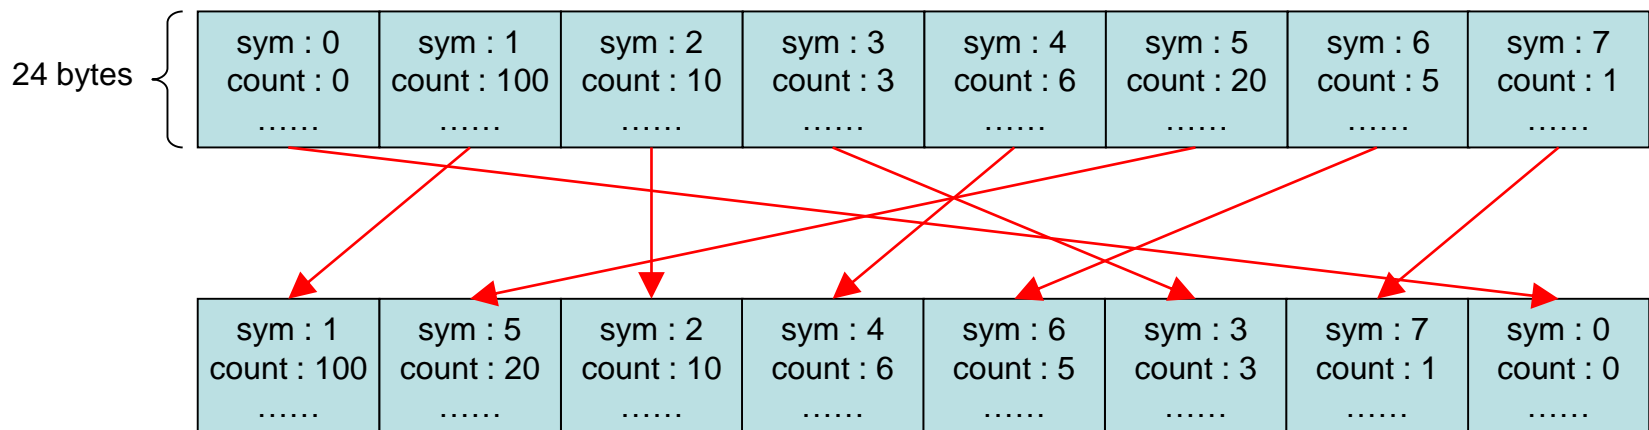 24 bytes
sym : 0
count : 0
……
sym : 1
count : 100
……
sym : 2
count : 10
……
sym : 3
count : 3
……
sym : 4
count : 6
……
sym : 5
count : 20
……
sym : 6
count : 5
……
sym : 7
count : 1
……
sym : 1
count : 100
……
sym : 5
count : 20
……
sym : 2
count : 10
……
sym : 4
count : 6
……
sym : 6
count : 5
……
sym : 3
count : 3
……
sym : 7
count : 1
……
sym : 0
count : 0
……